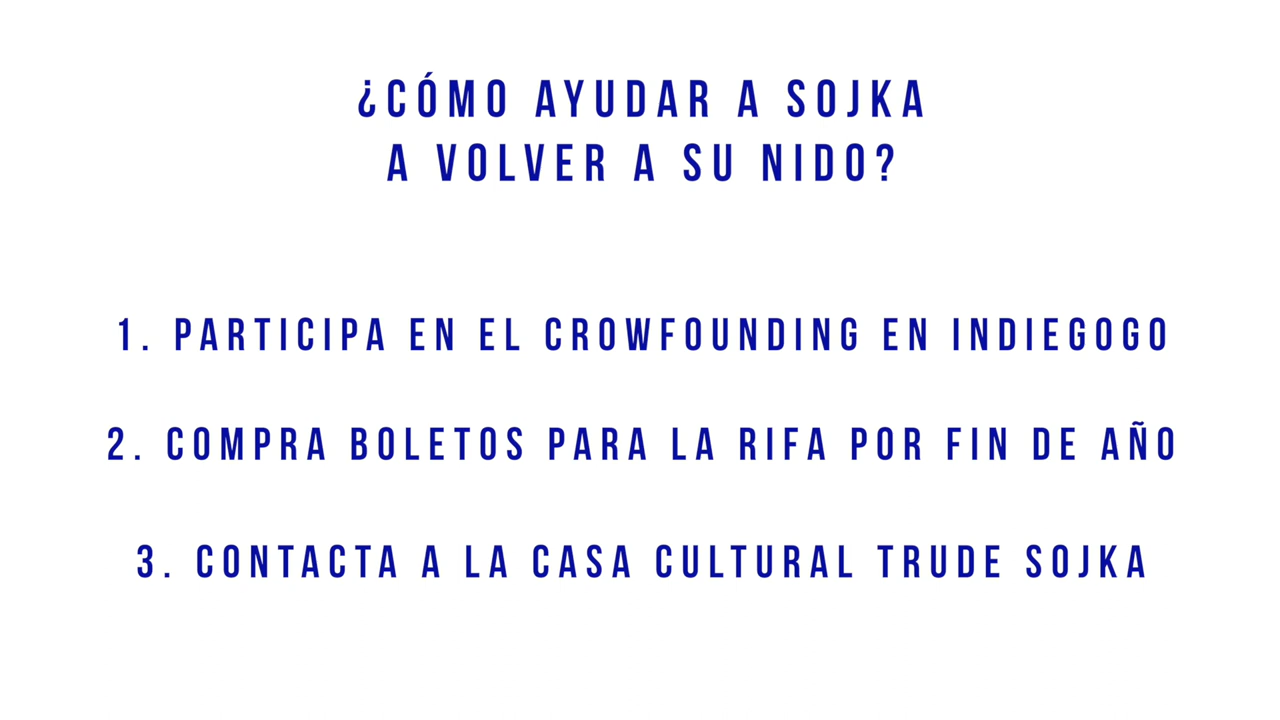 ¿CÓMO AYUDAR A SOJKA
A VOLVER A SU NIDO?
1. PARTICIPA EN EL CROWFOUNDING EN INDIEGOGO
2. COMPRA BOLETOS PARA LA RIFA POR FIN DE AÑO
3. CONTACTA A LA CASA CULTURAL TRUDE SOJKA